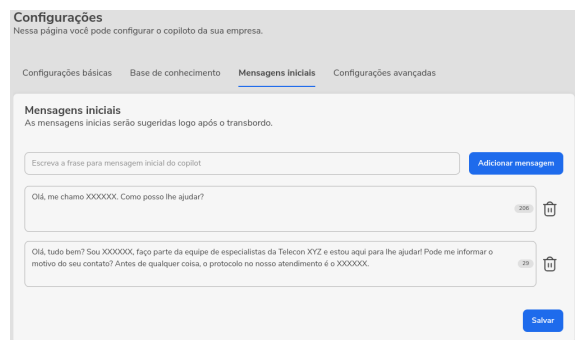 Configurações
Nessa página você pode configurar o copiloto da sua empresa.
Configurações básicas Base de conhecimento Mensagens iniciais Configurações avançadas
Mensagens iniciais
As mensagens inicias serão sugeridas logo após o transbordo.
Escreva a frase para mensagem inicial do copilot Adicionar mensagem
Olá, me chamo XXXXXX. Como posso lhe ajudar?
206
Olá, tudo bem? Sou XXXXXX, faço parte da equipe de especialistas da Telecon XYZ e estou aqui para lhe ajudar! Pode me informar o
motivo do seu contato? Antes de qualquer coisa, o protocolo no nosso atendimento é o XXXXXX.
29
Salvar